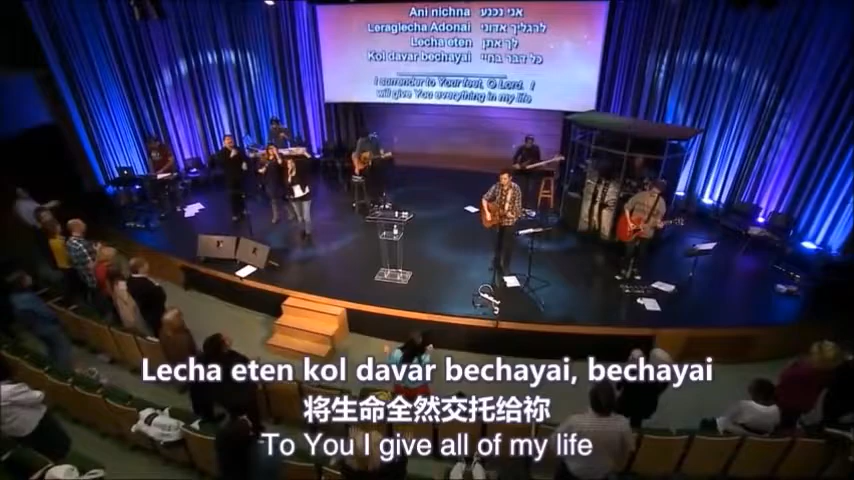 Ani nichna אני נכנע
Leraglecha Adonai לרגליך אדוני
Lecha eten לך אתן
Kol davar bechayai כל דבר בחיי
I surrender to Your feet, O Lord. I
will give You everything in my life
Lecha eten kol davar bechayai, bechayai
将生命全然交托给祢
To You I give all of my life